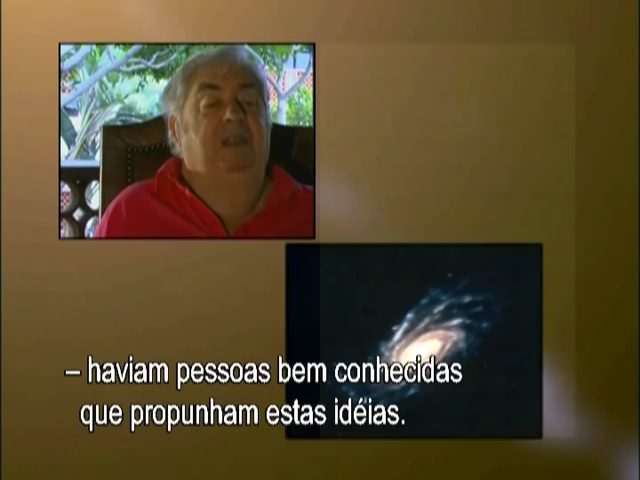 – haviam pessoas bem conhecidas
que propunham estas idéias.